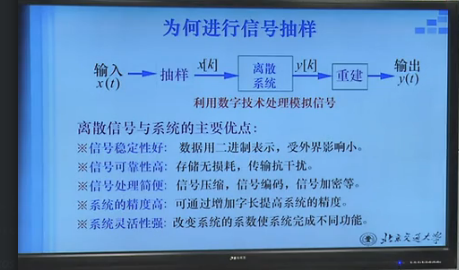 为何进行信号抽样
输入 x(t) 抽样 x[k] 离散系统 y[k] 重建 输出 y(t)
利用数字技术处理模拟信号
离散信号与系统的主要优点:
※信号稳定性好: 数据用二进制表示，受外界影响小。
※信号可靠性高: 存储无损耗，传输抗干扰。
※信号处理简便: 信号压缩，信号编码，信号加密等。
※系统的精度高: 可通过增加字长提高系统的精度。
※系统灵活性强: 改变系统的系数使系统完成不同功能。
北京交通大学